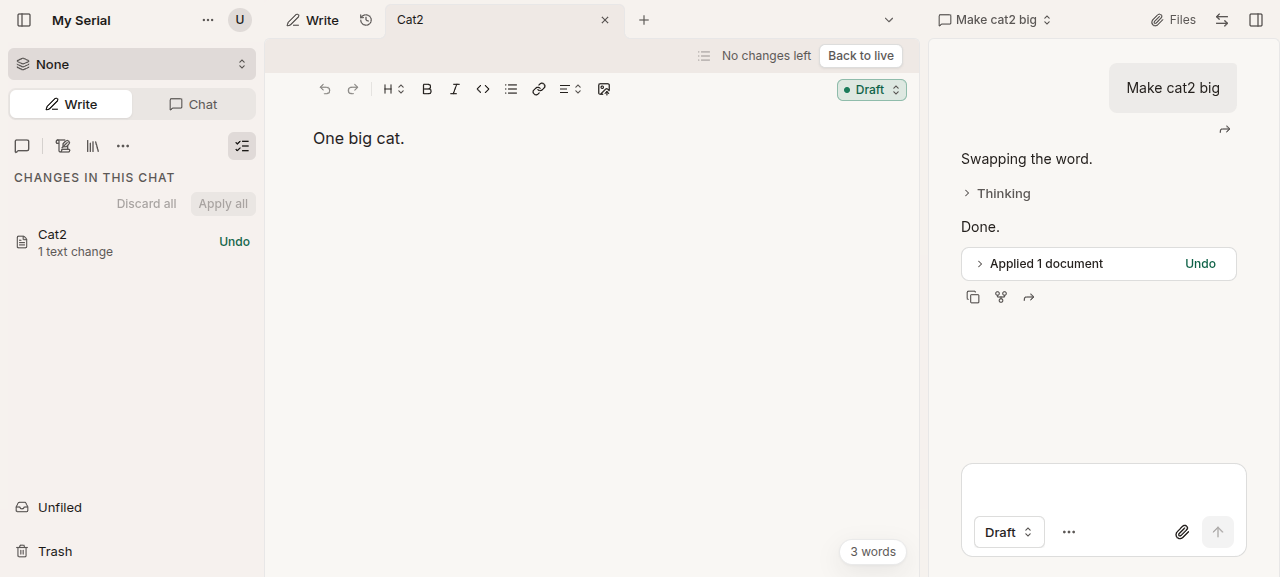 My Serial
U
None
Write
Chat
CHANGES IN THIS CHAT
Discard all
Apply all
Cat2
1 text change
Undo
Unfiled
Trash
Write
Cat2
No changes left
Back to live
H
B
I
Draft
One big cat.
3 words
Make cat2 big
Files
Make cat2 big
Swapping the word.
Thinking
Done.
Applied 1 document
Undo
Draft